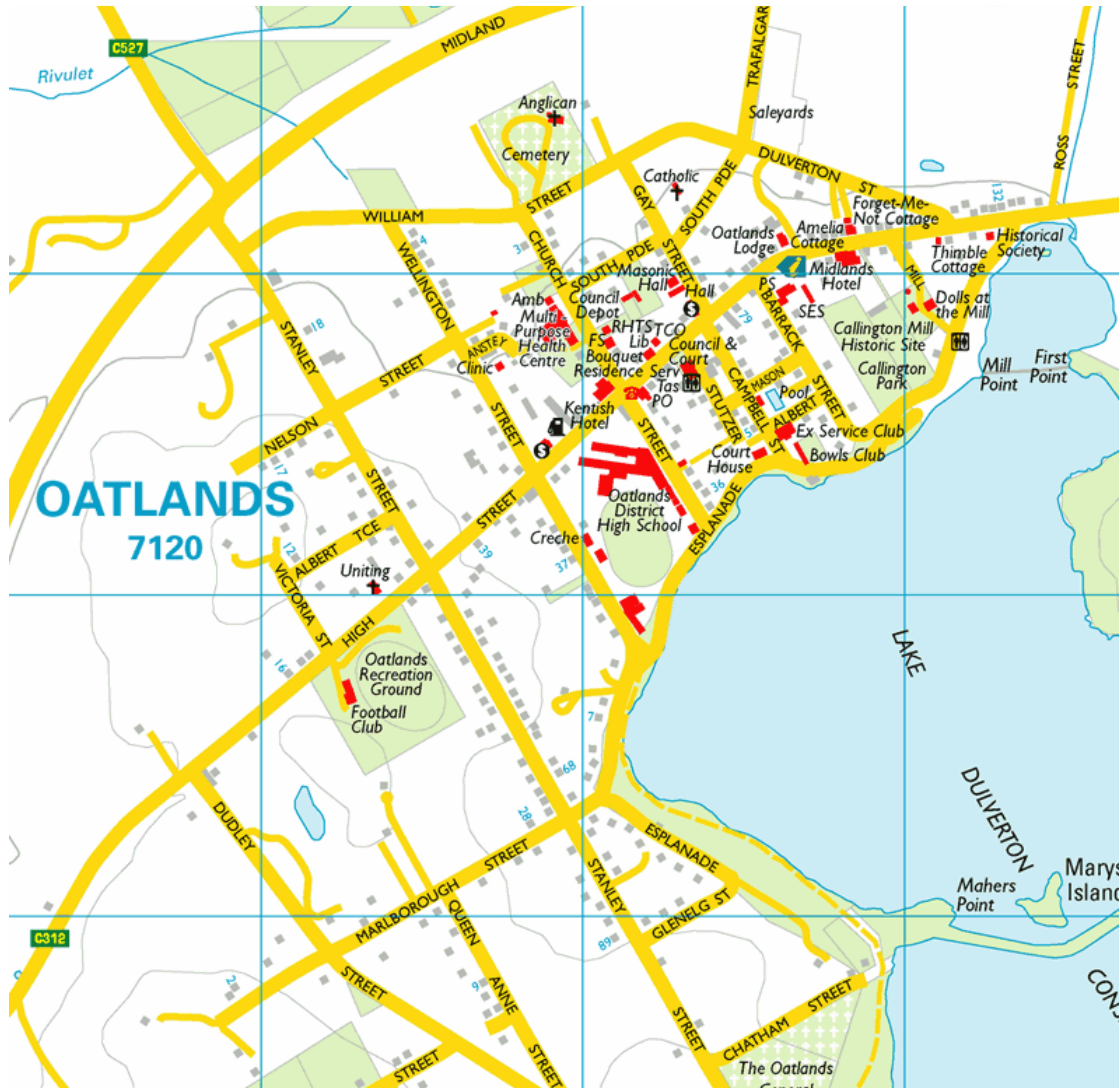 C527
MIDLAND
TRAFALGAR
STREET
Rivulet
Anglican
Saleyards
Cemetery
DULVERTON ST
ROSS
Catholic
GAY
SOUTH PDE
132
Forget-Me-
Not Cottage
WILLIAM
STREET
Oatlands
Lodge
Amelia
Cottage
4
3
CHURCH
STREET
Historical
Society
WELLINGTON
SOUTH PDE
Masonic
Hall
Hall
Thimble
Cottage
Midlands
Hotel
MILL
PS
SES
Amb
Multi-
Purpose
Health
Centre
Council
Depot
BARRACK
Dolls at
the Mill
STANLEY
18
RHTS
TCO
Lib
FS
79
Callington Mill
Historic Site
ANSTEY
Bouquet
Residence
Council &
Court
Serv
Tas
Mill
Point
First
Point
STREET
Clinic
PO
Callington
Park
MASON
Pool
STREET
CAMPBELL ST
STUTZER
ALBERT
Kentish
Hotel
5
Ex Service Club
NELSON
STREET
STREET
Court
House
Bowls Club
17
36
OATLANDS
7120
STREET
STREET
Oatlands
District
High School
ESPLANADE
ALBERT TCE
12
39
Creche
37
Uniting
VICTORIA ST
HIGH
LAKE
16
Oatlands
Recreation
Ground
Football
Club
7
68
28
DULVERTON
DUDLEY
STREET
ESPLANADE
STANLEY
Marys
Island
MARLBOROUGH
QUEEN
Mahers
Point
GLENELG ST
C312
89
2
STREET
9
ANNE
CHATHAM STREET
STREET
STREET
STREET
The Oatlands
General